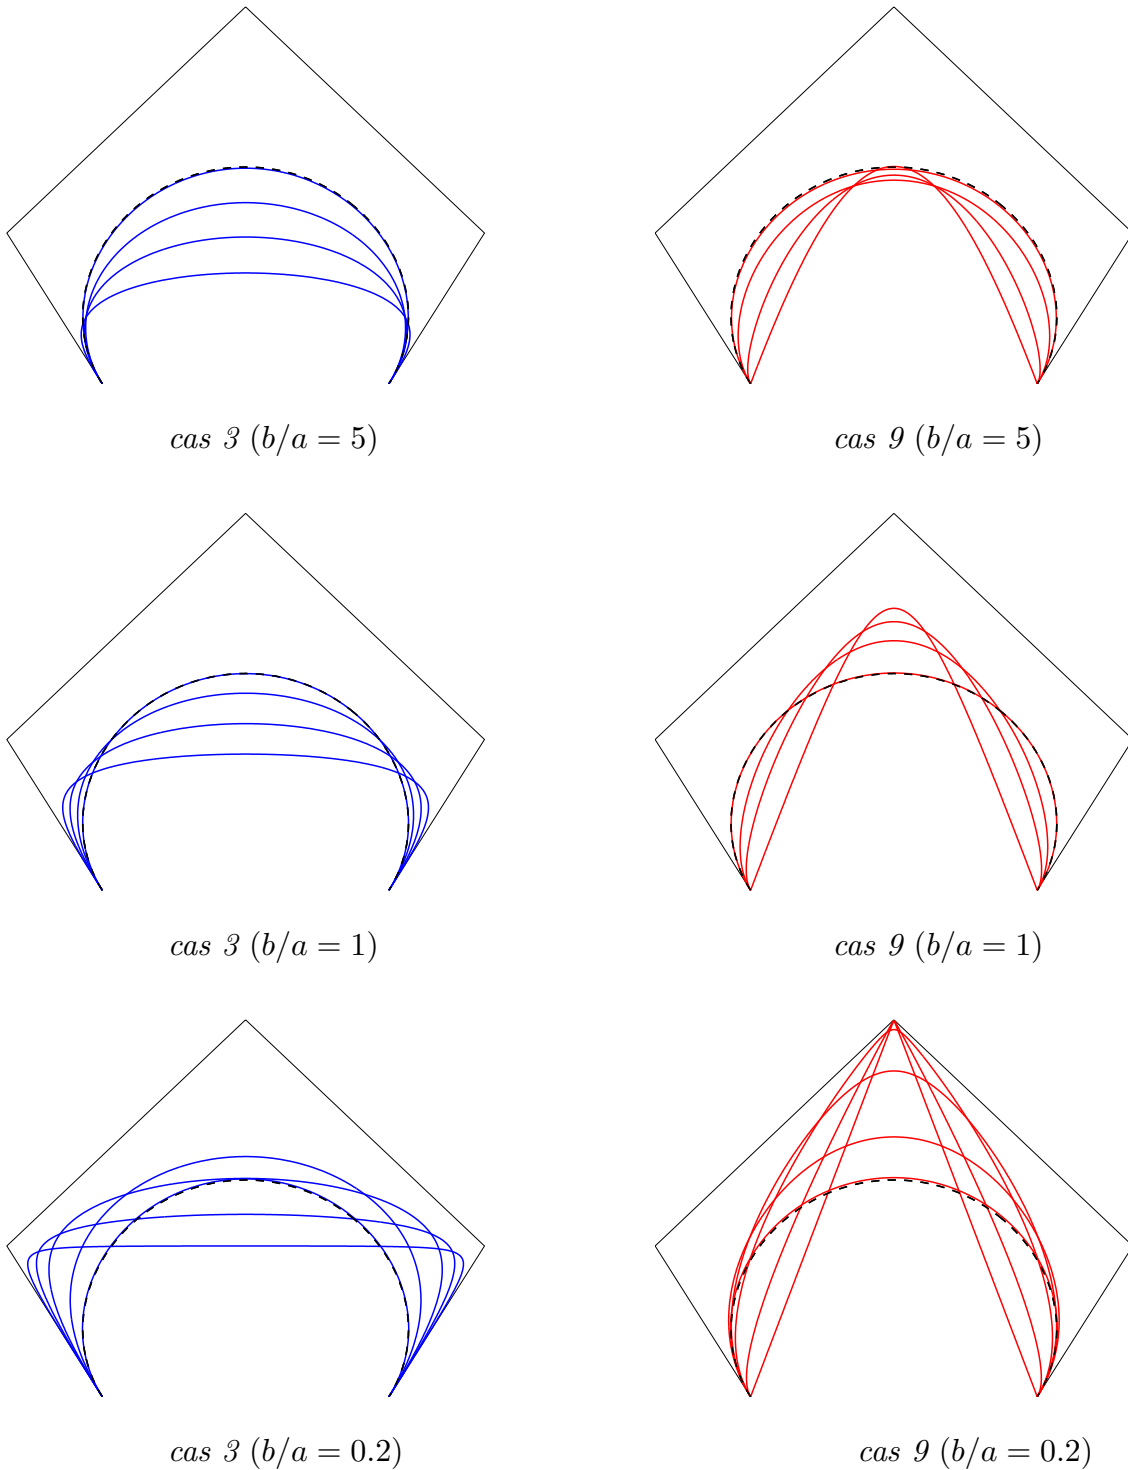 cas 3 (b/a = 5)
cas 9 (b/a = 5)
cas 3 (b/a = 1)
cas 9 (b/a = 1)
cas 3 (b/a = 0.2)
cas 9 (b/a = 0.2)